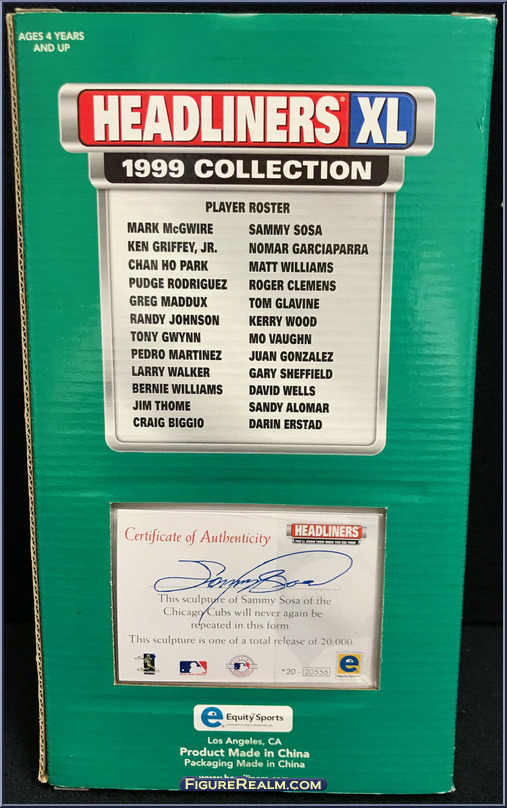 AGES 4 YEARS
AND UP
HEADLINERS® XL
1999 COLLECTION
PLAYER ROSTER
MARK McGWIRE
KEN GRIFFEY, JR.
CHAN HO PARK
PUDGE RODRIGUEZ
GREG MADDUX
RANDY JOHNSON
TONY GWYNN
PEDRO MARTINEZ
LARRY WALKER
BERNIE WILLIAMS
JIM THOME
CRAIG BIGGIO
SAMMY SOSA
NOMAR GARCIAPARRA
MATT WILLIAMS
ROGER CLEMENS
TOM GLAVINE
KERRY WOOD
MO VAUGHN
JUAN GONZALEZ
GARY SHEFFIELD
DAVID WELLS
SANDY ALOMAR
DARIN ERSTAD
Certificate of Authenticity
HEADLINERS
Sammy Sosa
This sculpture of Sammy Sosa of the
Chicago Cubs will never again be
repeated in this form.
This sculpture is one of a total release of 20,000.
*20 - 20556
e
Equity Sports
e Equity Sports
Los Angeles, CA
Product Made in China
Packaging Made in China
FigureRealm.com